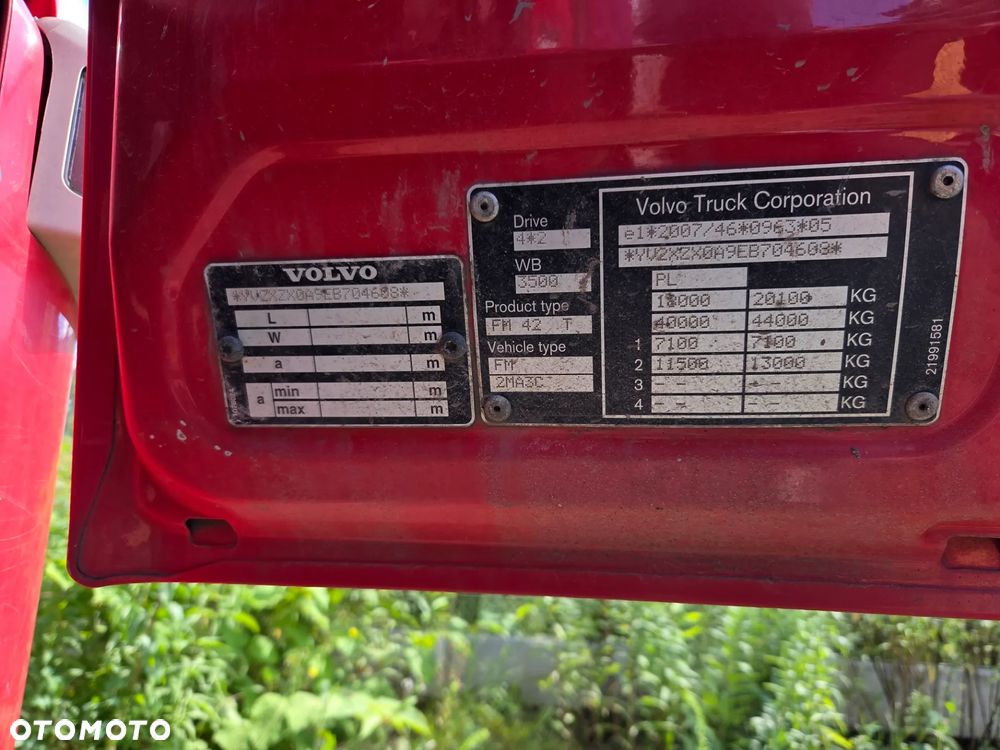 VOLVO
*YV2XZX0A9EB704608*
L m
W m
a m
a min m
max m
Drive
4*2
WB
3500
Product type
FM 42 T
Vehicle type
FM
2MA3C
Volvo Truck Corporation
e1*2007/46*0963*05
*YV2XZX0A9EB704608*
PL
18000 20100 KG
40000 44000 KG
1 7100 7100 KG
2 11500 13000 KG
3 -- -- KG
4 -- -- KG
21991581
OTOMOTO